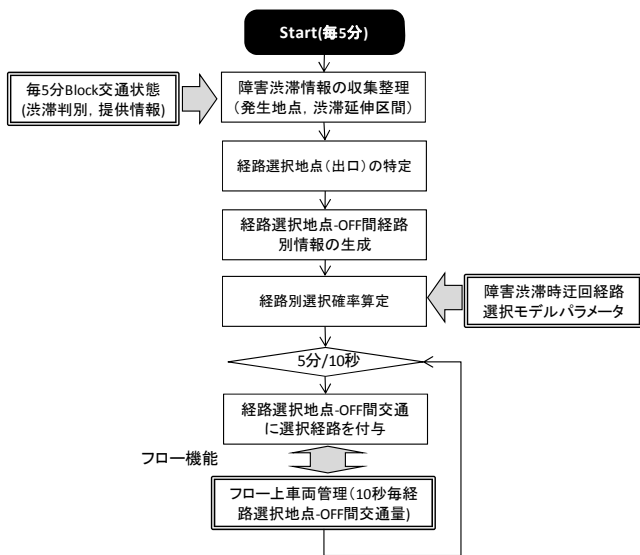 Start(毎5分)
毎5分Block交通状態
(渋滞判別，提供情報)
障害渋滞情報の収集整理
（発生地点，渋滞延伸区間）
経路選択地点（出口）の特定
経路選択地点-OFF間経路
別情報の生成
経路別選択確率算定
障害渋滞時迂回経路
選択モデルパラメータ
5分/10秒
経路選択地点-OFF間交通
に選択経路を付与
フロー機能
フロー上車両管理（10秒毎経
路選択地点-OFF間交通量)